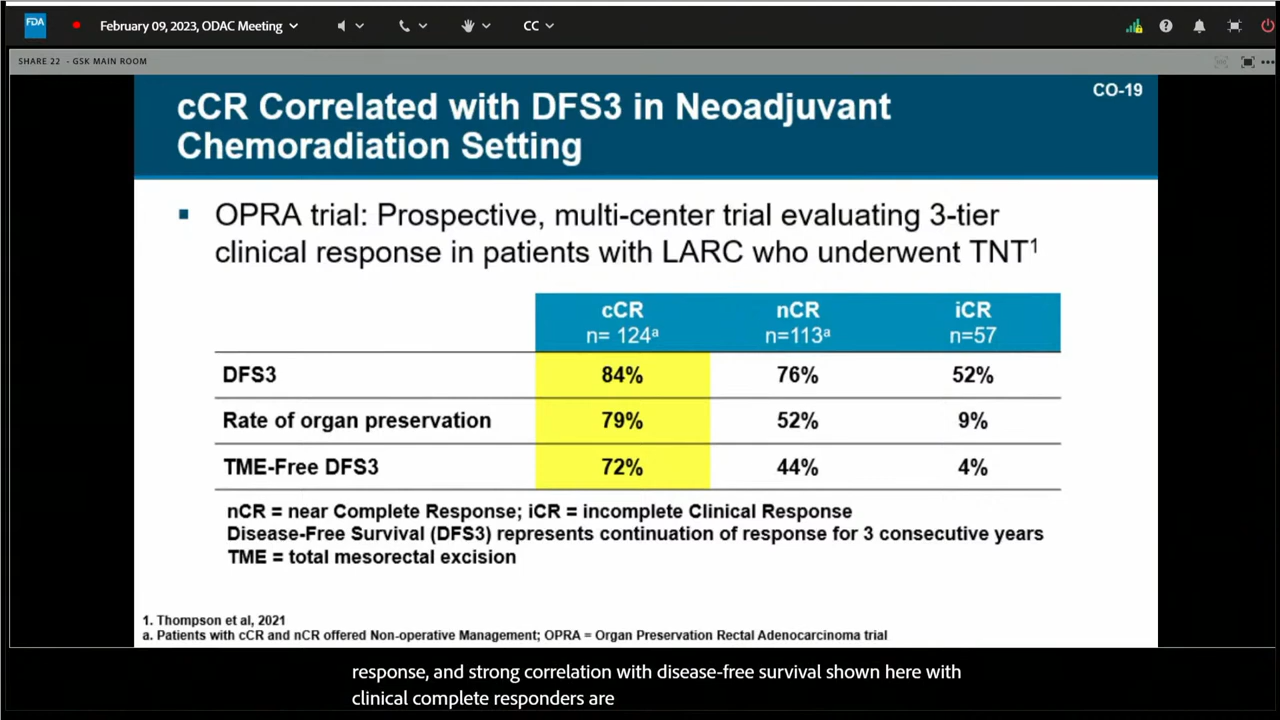 FDA
February 09, 2023, ODAC Meeting
CC
SHARE 22 - GSK MAIN ROOM
CO-19
cCR Correlated with DFS3 in Neoadjuvant
Chemoradiation Setting
OPRA trial: Prospective, multi-center trial evaluating 3-tier
clinical response in patients with LARC who underwent TNT1
cCR nCR iCR
n= 124a n=113a n=57
DFS3 84% 76% 52%
Rate of organ preservation 79% 52% 9%
TME-Free DFS3 72% 44% 4%
nCR = near Complete Response; iCR = incomplete Clinical Response
Disease-Free Survival (DFS3) represents continuation of response for 3 consecutive years
TME = total mesorectal excision
1. Thompson et al, 2021
a. Patients with cCR and nCR offered Non-operative Management; OPRA = Organ Preservation Rectal Adenocarcinoma trial
response, and strong correlation with disease-free survival shown here with
clinical complete responders are